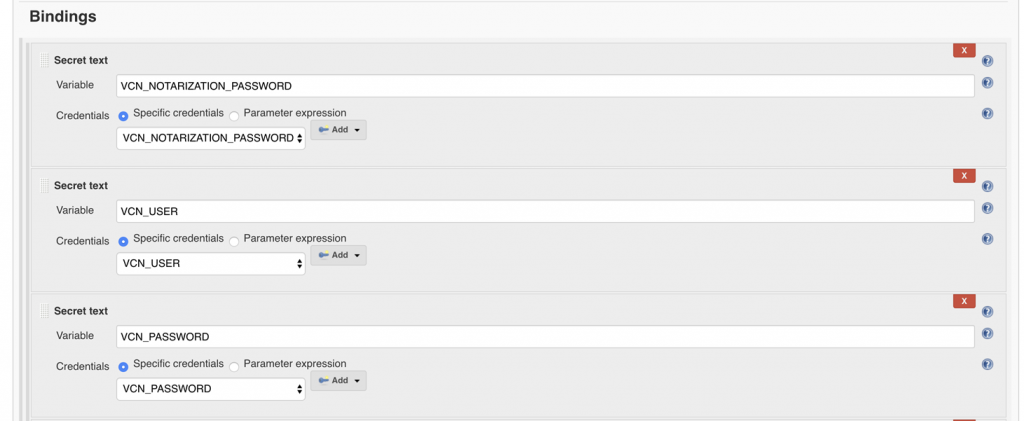 Bindings
X
Secret text
Variable VCN_NOTARIZATION_PASSWORD
Credentials Specific credentials Parameter expression
VCN_NOTARIZATION_PASSWORD Add
X
Secret text
Variable VCN_USER
Credentials Specific credentials Parameter expression
VCN_USER Add
X
Secret text
Variable VCN_PASSWORD
Credentials Specific credentials Parameter expression
VCN_PASSWORD Add